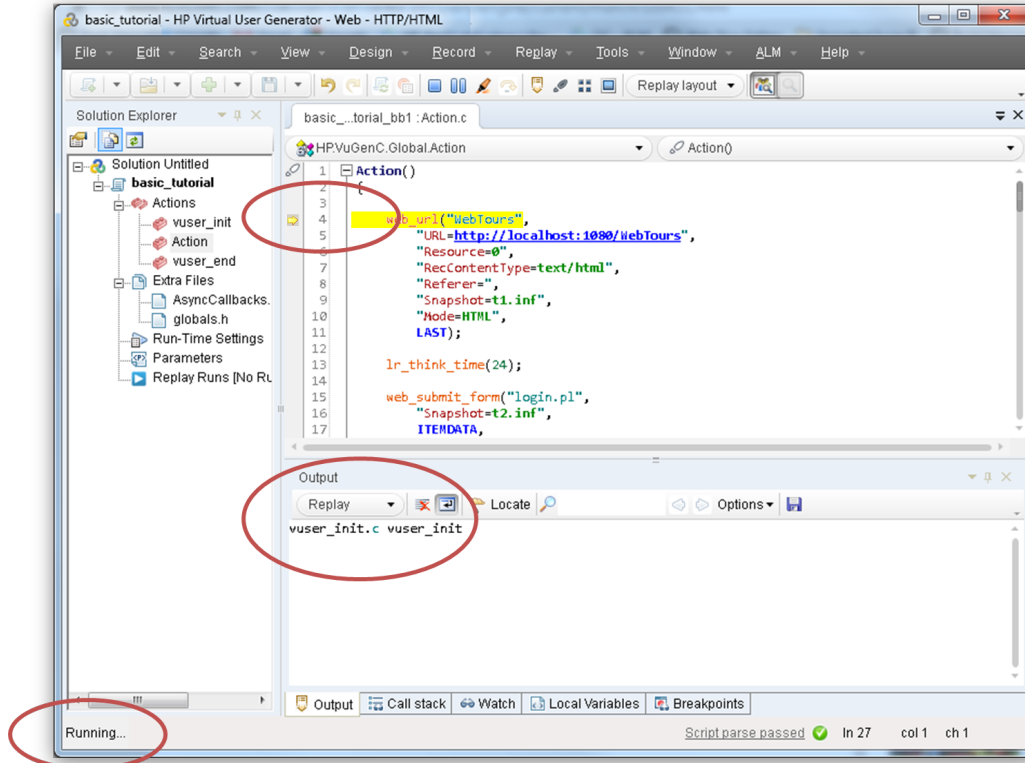 basic_tutorial - HP Virtual User Generator - Web - HTTP/HTML
File Edit Search View Design Record Replay Tools Window ALM Help
Replay layout
Solution Explorer
basic_...torial_bb1 : Action.c
HP.VuGenC.Global.Action
Action()
Solution Untitled
basic_tutorial
Actions
vuser_init
Action
vuser_end
Extra Files
AsyncCallbacks.
globals.h
Run-Time Settings
Parameters
Replay Runs [No Ru
1 Action()
2 {
3
4 web_url("WebTours",
5 "URL=http://localhost:1080/WebTours",
6 "Resource=0",
7 "RecContentType=text/html",
8 "Referer=",
9 "Snapshot=t1.inf",
10 "Mode=HTML",
11 LAST);
12
13 lr_think_time(24);
14
15 web_submit_form("login.pl",
16 "Snapshot=t2.inf",
17 ITEMDATA,
Output
Replay Locate Options
vuser_init.c vuser_init
Output Call stack Watch Local Variables Breakpoints
Running... Script parse passed ln 27 col 1 ch 1